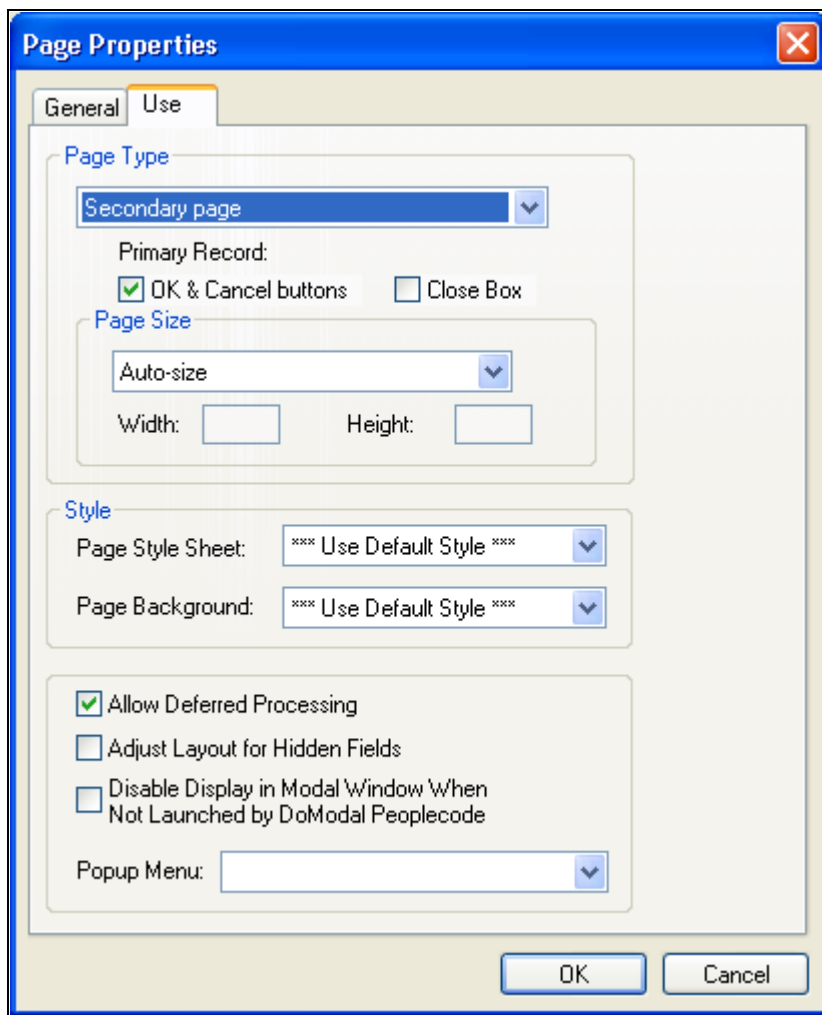 Page Properties
General
Use
Page Type
Secondary page
Primary Record:
OK & Cancel buttons
Close Box
Page Size
Auto-size
Width:
Height:
Style
Page Style Sheet:
*** Use Default Style ***
Page Background:
*** Use Default Style ***
Allow Deferred Processing
Adjust Layout for Hidden Fields
Disable Display in Modal Window When
Not Launched by DoModal Peoplecode
Popup Menu:
OK
Cancel